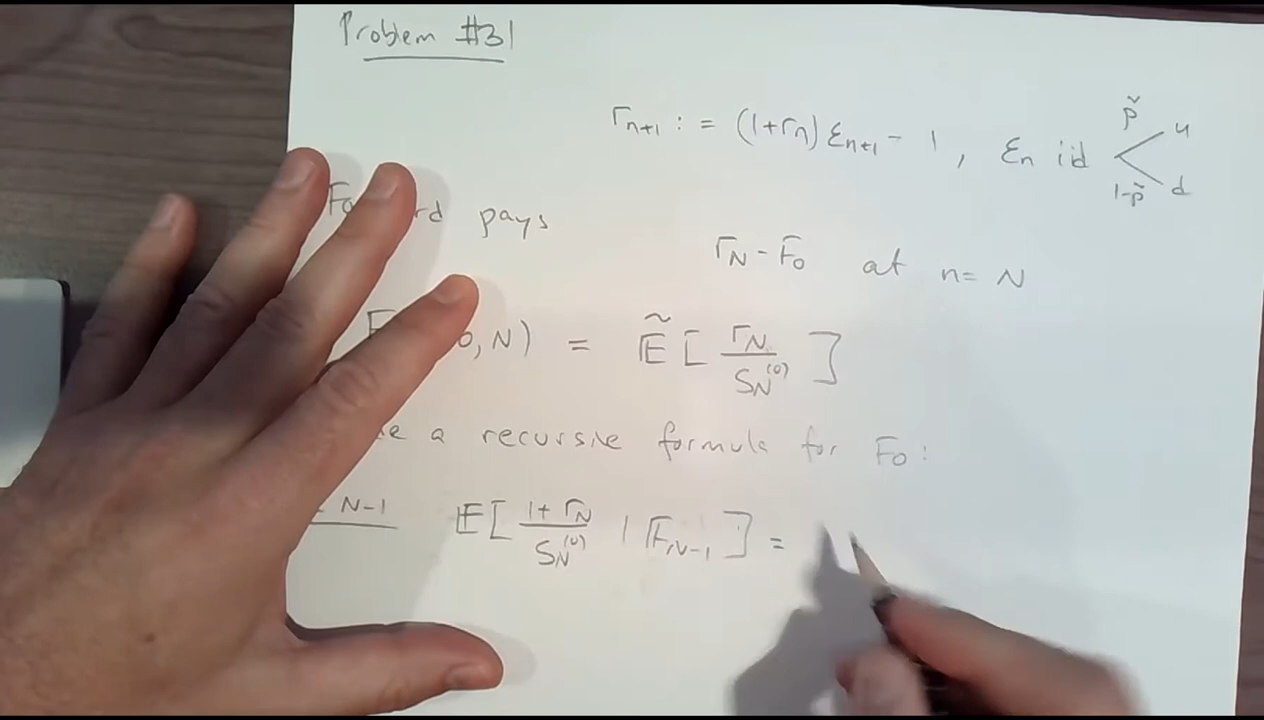 Problem #31
r_{n+1} := (1+r_n) ε_{n+1} - 1, ε_n iid p̃ u
1-p̃ d
pays r_N - F_0 at n = N
, N) = Ẽ [ r_N / S_N^{(0)} ]
a recursive formula for F_0:
N-1 E[ (1 + r_N) / S_N^{(0)} | F_{N-1} ] =